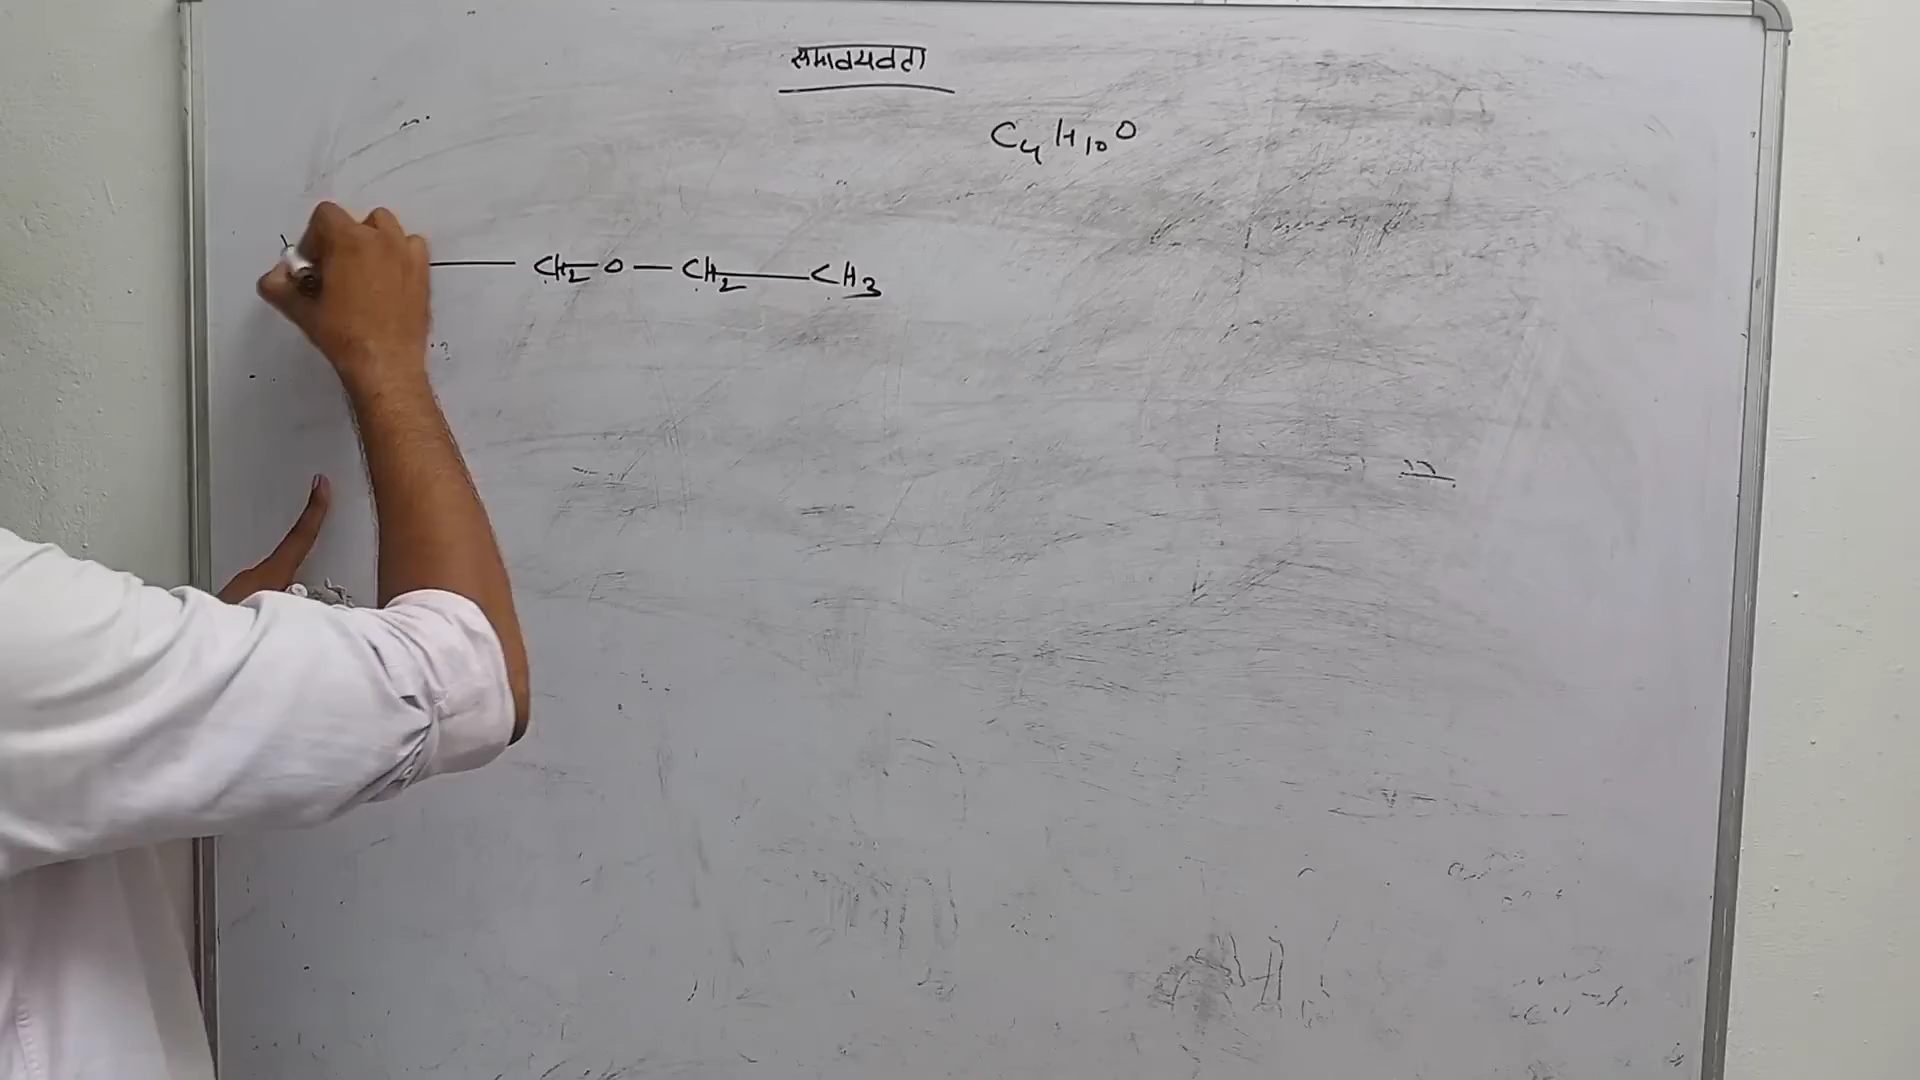 समावयवता
C₄H₁₀O
— CH₂ — O — CH₂ — CH₃